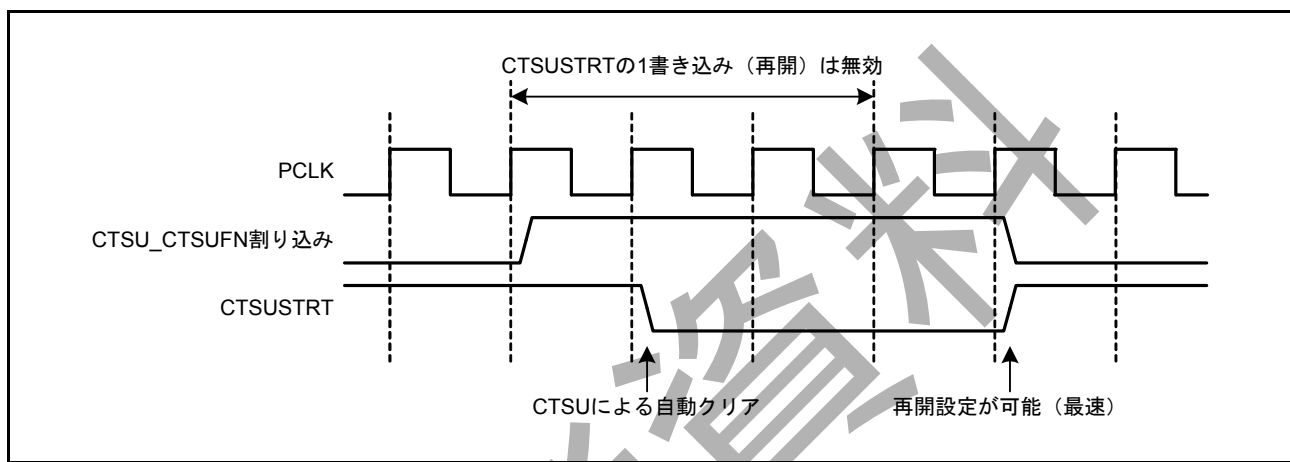 CTSUSTRTの1書き込み（再開）は無効
PCLK
CTSU_CTSUFN割り込み
CTSUSTRT
CTSUによる自動クリア
再開設定が可能（最速）
資料